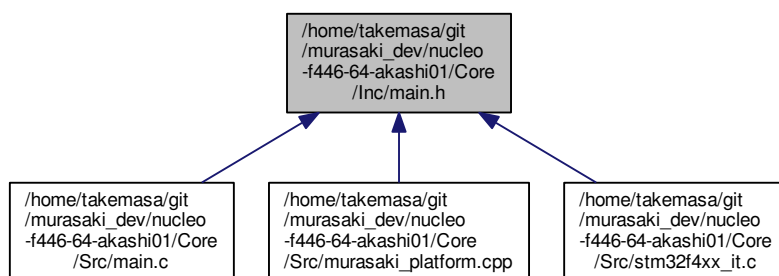 /home/takemasa/git
/murasaki_dev/nucleo
-f446-64-akashi01/Core
/Inc/main.h
/home/takemasa/git
/murasaki_dev/nucleo
-f446-64-akashi01/Core
/Src/main.c
/home/takemasa/git
/murasaki_dev/nucleo
-f446-64-akashi01/Core
/Src/murasaki_platform.cpp
/home/takemasa/git
/murasaki_dev/nucleo
-f446-64-akashi01/Core
/Src/stm32f4xx_it.c